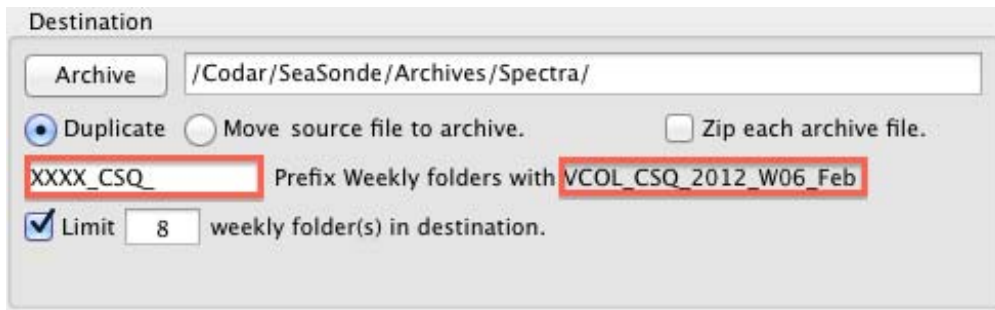 Destination
Archive /Codar/SeaSonde/Archives/Spectra/
Duplicate Move source file to archive. Zip each archive file.
XXXX_CSQ_ Prefix Weekly folders with VCOL_CSQ_2012_W06_Feb
Limit 8 weekly folder(s) in destination.